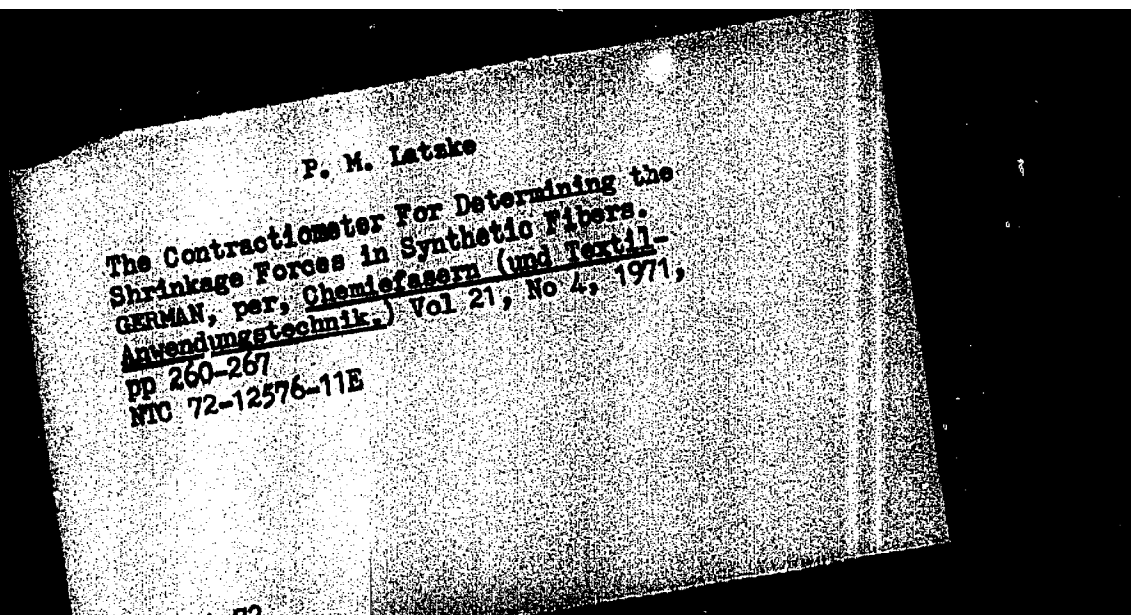 P. M. Latzke
The Contractiometer For Determining the
Shrinkage Forces in Synthetic Fibers.
GERMAN, per, Chemiefasern (und Textil-
Anwendungstechnik.) Vol 21, No 4, 1971,
pp 260-267
NTC 72-12576-11E
72